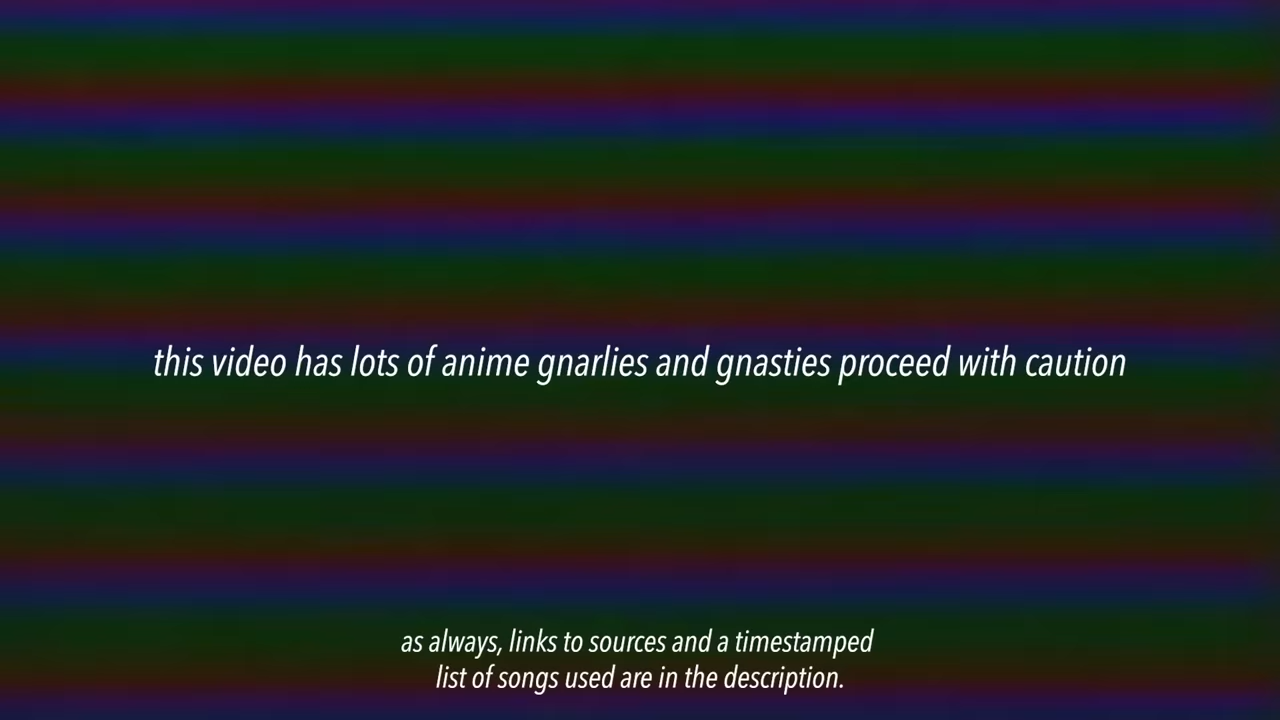 this video has lots of anime gnarlies and gnasties proceed with caution
as always, links to sources and a timestamped
list of songs used are in the description.